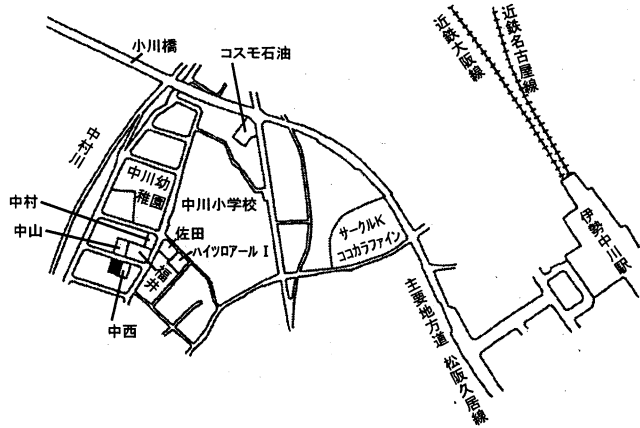 小川橋
コスモ石油
近鉄大阪線
近鉄名古屋線
中村川
中川幼
稚園
中川小学校
中村
中山
佐田
ハイツロアールⅠ
福井
中西
サークルK
ココカラファイン
伊勢中川駅
主要地方道 松阪久居線